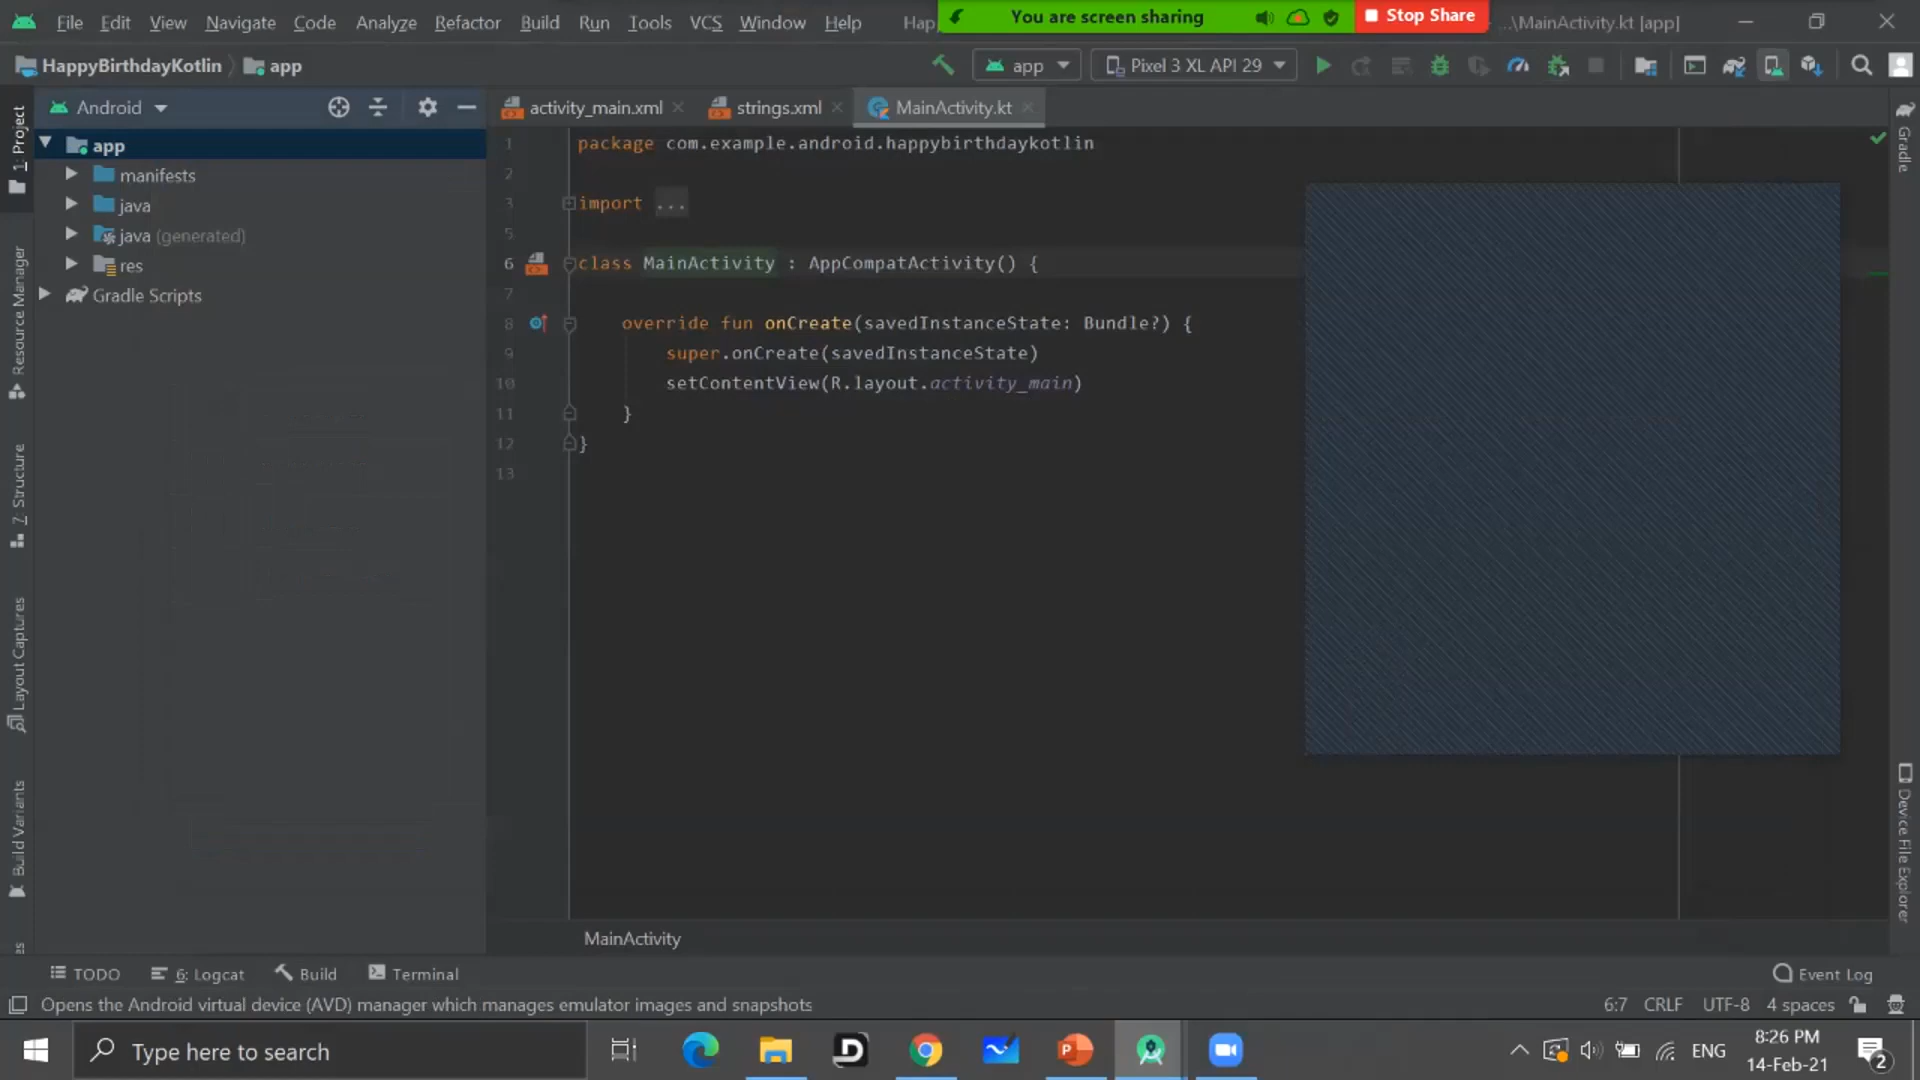 File Edit View Navigate Code Analyze Refactor Build Run Tools VCS Window Help Hap
You are screen sharing
Stop Share
...\MainActivity.kt [app]
HappyBirthdayKotlin
app
app
Pixel 3 XL API 29
Android
activity_main.xml
strings.xml
MainActivity.kt
app
manifests
java
java (generated)
res
Gradle Scripts
1: Project
Resource Manager
7: Structure
Layout Captures
Build Variants
es
1 package com.example.android.happybirthdaykotlin
2
3 import ...
5
6 class MainActivity : AppCompatActivity() {
7
8 override fun onCreate(savedInstanceState: Bundle?) {
9 super.onCreate(savedInstanceState)
10 setContentView(R.layout.activity_main)
11 }
12 }
13
Gradle
Device File Explorer
MainActivity
TODO
6: Logcat
Build
Terminal
Event Log
Opens the Android virtual device (AVD) manager which manages emulator images and snapshots
6:7 CRLF UTF-8 4 spaces
Type here to search
ENG
8:26 PM
14-Feb-21
2